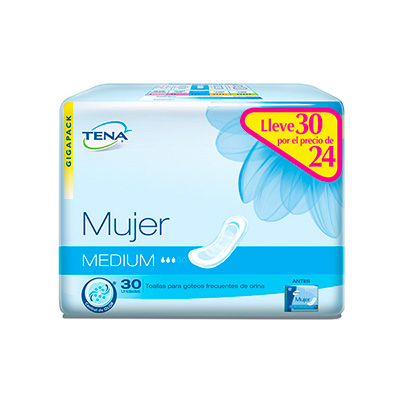 GIGAPACK
TENA
Lleve 30
por el precio de
24
Mujer
MEDIUM
30
Unidades
Toallas para goteos frecuentes de orina
ANTES
Mujer